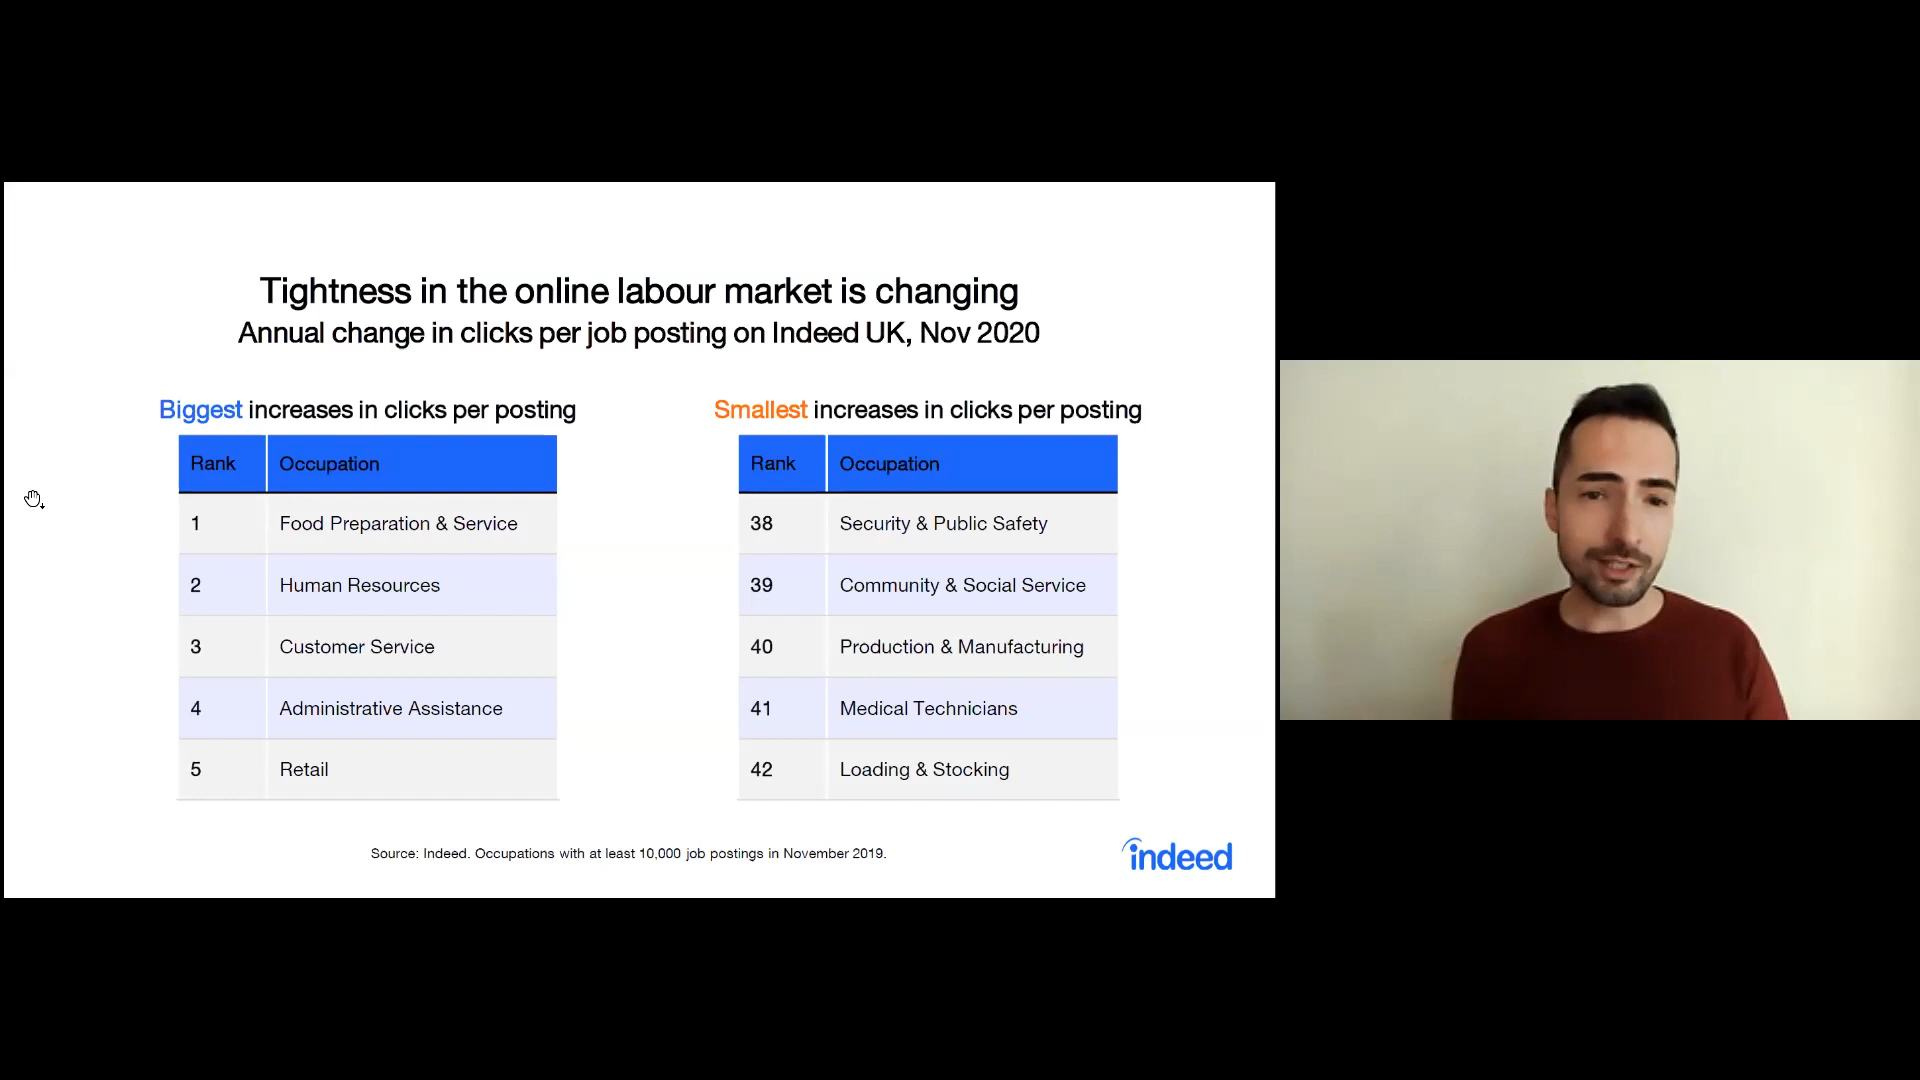 Tightness in the online labour market is changing
Annual change in clicks per job posting on Indeed UK, Nov 2020
Biggest increases in clicks per posting
Rank Occupation
1 Food Preparation & Service
2 Human Resources
3 Customer Service
4 Administrative Assistance
5 Retail
Smallest increases in clicks per posting
Rank Occupation
38 Security & Public Safety
39 Community & Social Service
40 Production & Manufacturing
41 Medical Technicians
42 Loading & Stocking
Source: Indeed. Occupations with at least 10,000 job postings in November 2019.
indeed